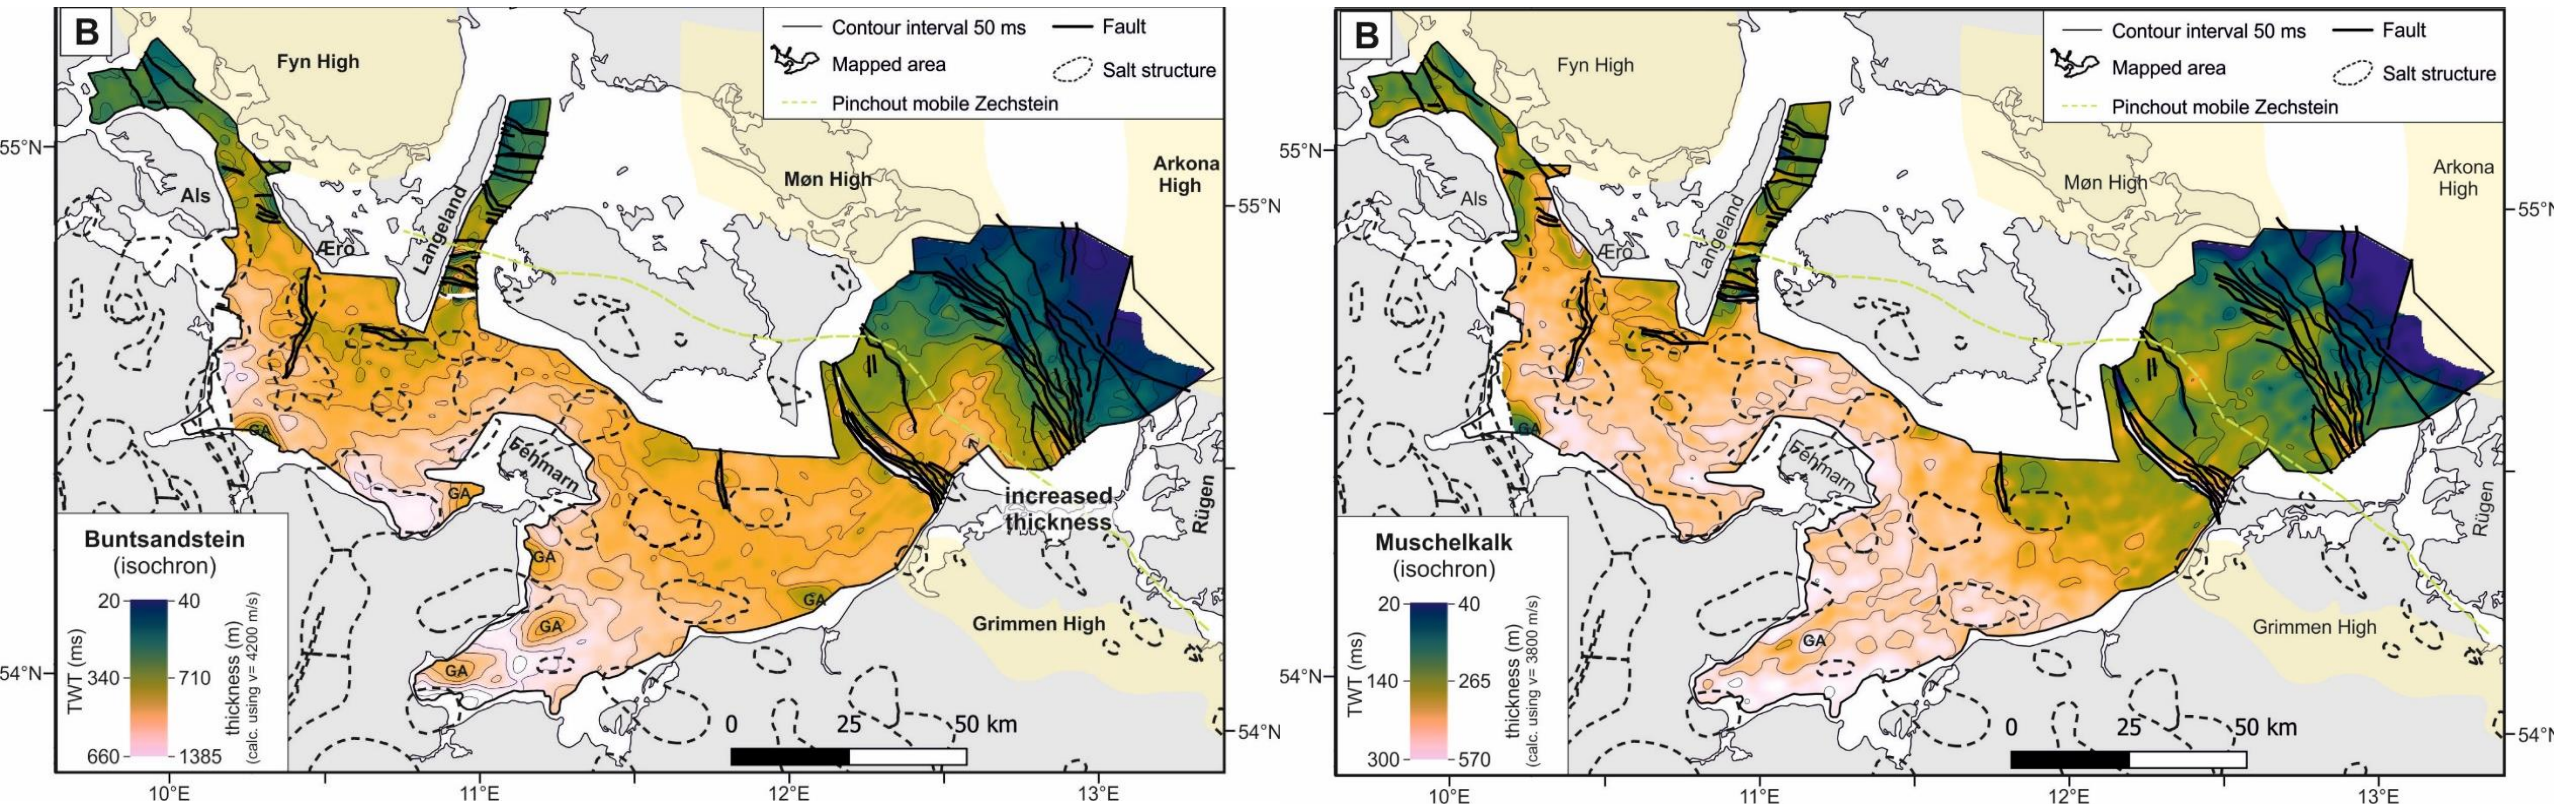 B
Contour interval 50 ms
Fault
Mapped area
Salt structure
Pinchout mobile Zechstein
Fyn High
55°N
Als
Ærö
Langeland
Møn High
Arkona
High
55°N
GA
Fehmarn
GA
increased
thickness
Rügen
GA
GA
GA
GA
Grimmen High
Buntsandstein
(isochron)
20
40
340
710
660
1385
TWT (ms)
thickness (m)
(calc. using v= 4200 m/s)
54°N
54°N
0
25
50 km
10°E
11°E
12°E
13°E
B
Contour interval 50 ms
Fault
Mapped area
Salt structure
Pinchout mobile Zechstein
Fyn High
55°N
Als
Ærö
Langeland
Møn High
Arkona
High
55°N
GA
Fehmarn
Rügen
GA
Grimmen High
Muschelkalk
(isochron)
20
40
140
265
300
570
TWT (ms)
thickness (m)
(calc. using v= 3800 m/s)
54°N
54°N
0
25
50 km
10°E
11°E
12°E
13°E